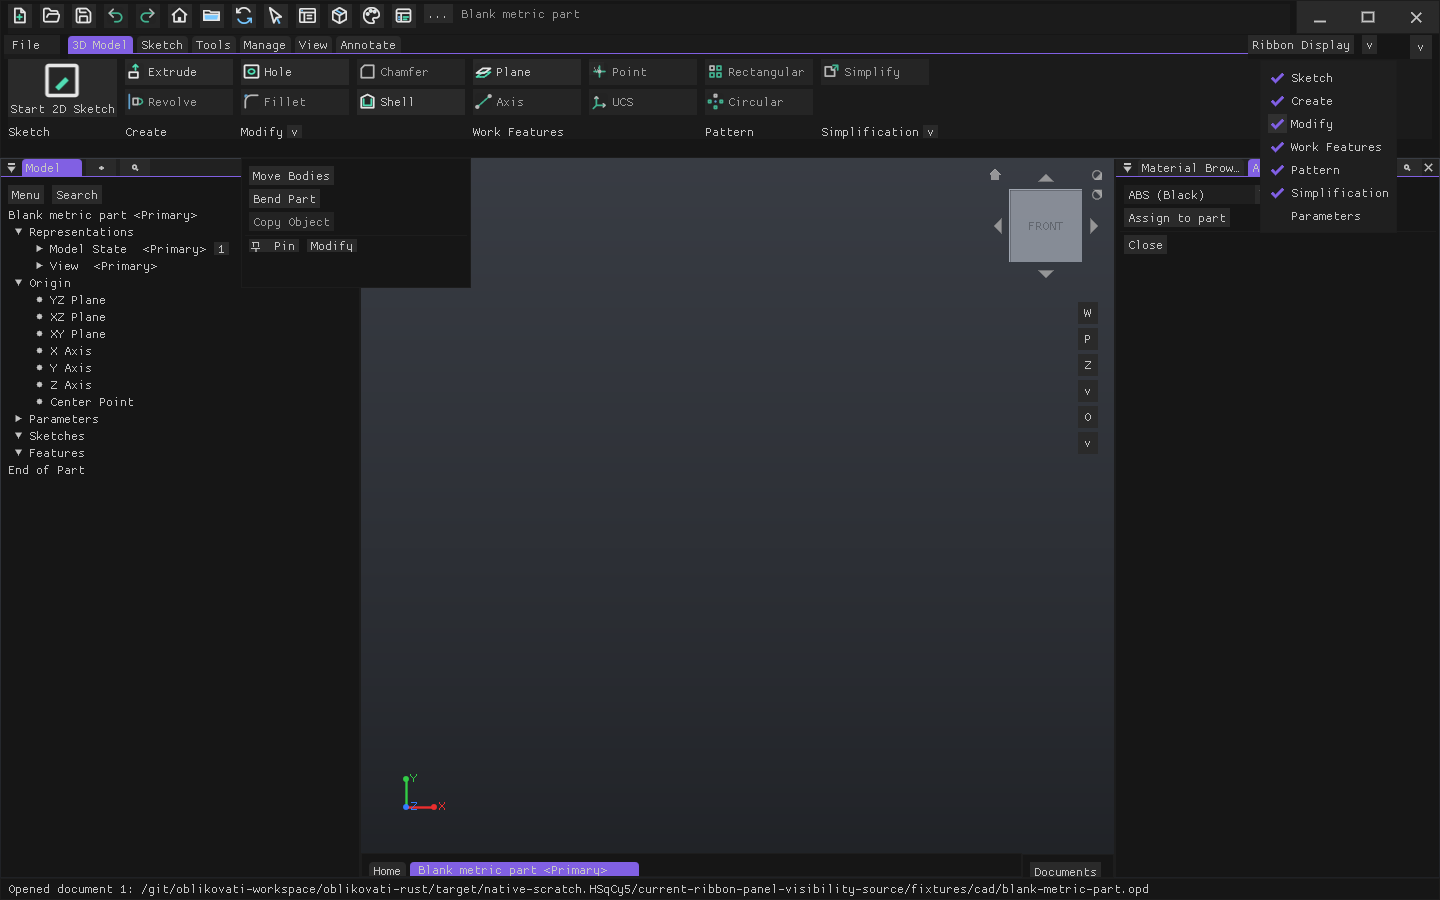 ... Blank metric part
File 3D Model Sketch Tools Manage View Annotate Ribbon Display v v
Start 2D Sketch
Extrude Hole Chamfer Plane Point Rectangular Simplify
Revolve Fillet Shell Axis UCS Circular
Sketch Create Modify v Work Features Pattern Simplification v
Sketch
Create
Modify
Work Features
Pattern
Simplification
Parameters
Model
Menu Search
Blank metric part <Primary>
Representations
Model State <Primary> 1
View <Primary>
Origin
YZ Plane
XZ Plane
XY Plane
X Axis
Y Axis
Z Axis
Center Point
Parameters
Sketches
Features
End of Part
Move Bodies
Bend Part
Copy Object
Pin Modify
FRONT
W
P
Z
v
O
v
Y
Z X
Material Brow… A
ABS (Black)
Assign to part
Close
Home Blank metric part <Primary> Documents
Opened document 1: /git/oblikovati-workspace/oblikovati-rust/target/native-scratch.HSqCy5/current-ribbon-panel-visibility-source/fixtures/cad/blank-metric-part.opd